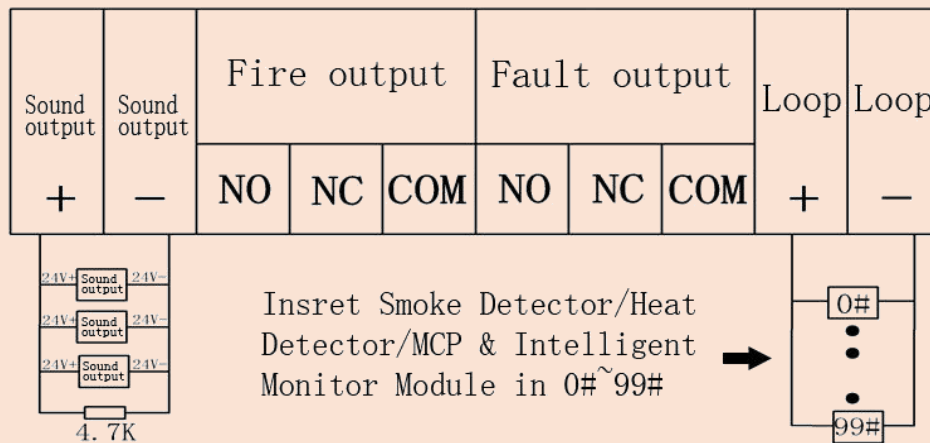 Fire output
Fault output
Sound output
+
Sound output
-
NO
NC
COM
NO
NC
COM
Loop
+
Loop
-
24V+
Sound output
24V-
24V+
Sound output
24V-
24V+
Sound output
24V-
4.7K
Insret Smoke Detector/Heat
Detector/MCP & Intelligent
Monitor Module in 0#~99#
0#
99#